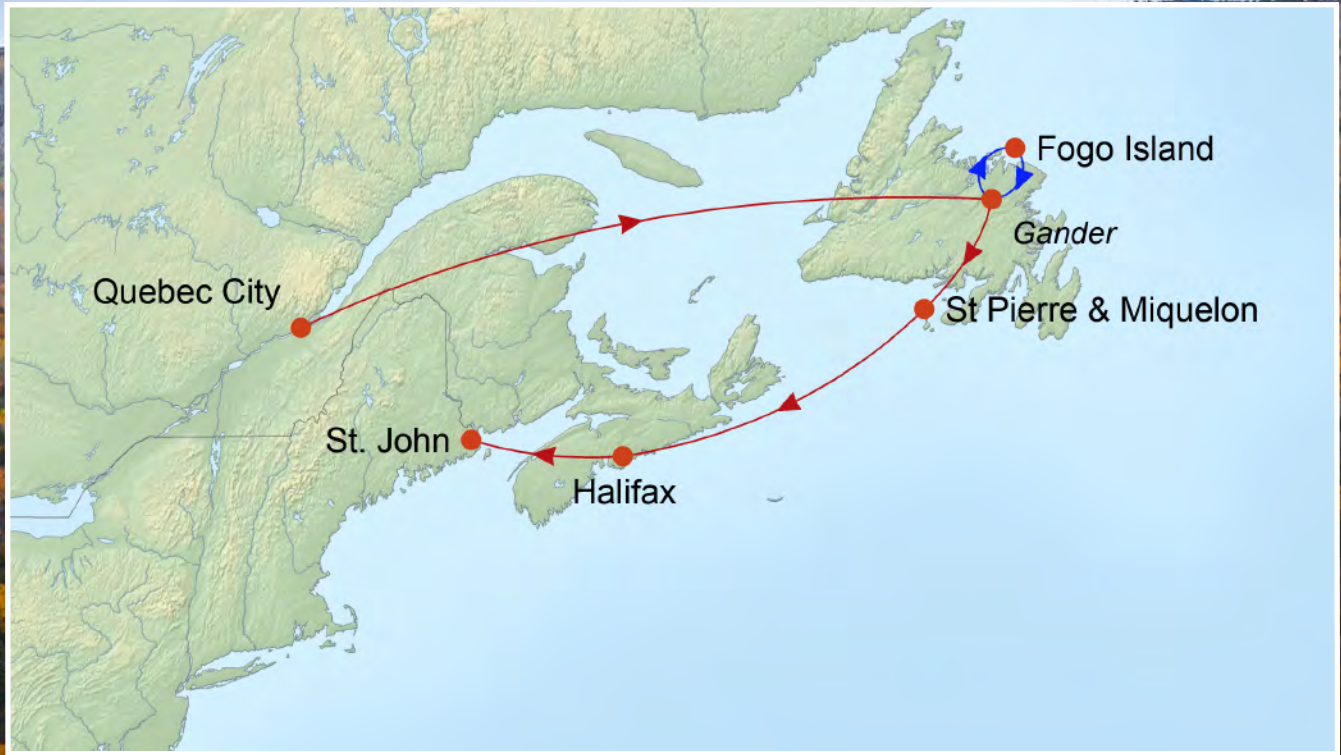 Fogo Island
Gander
Quebec City
St Pierre & Miquelon
St. John
Halifax